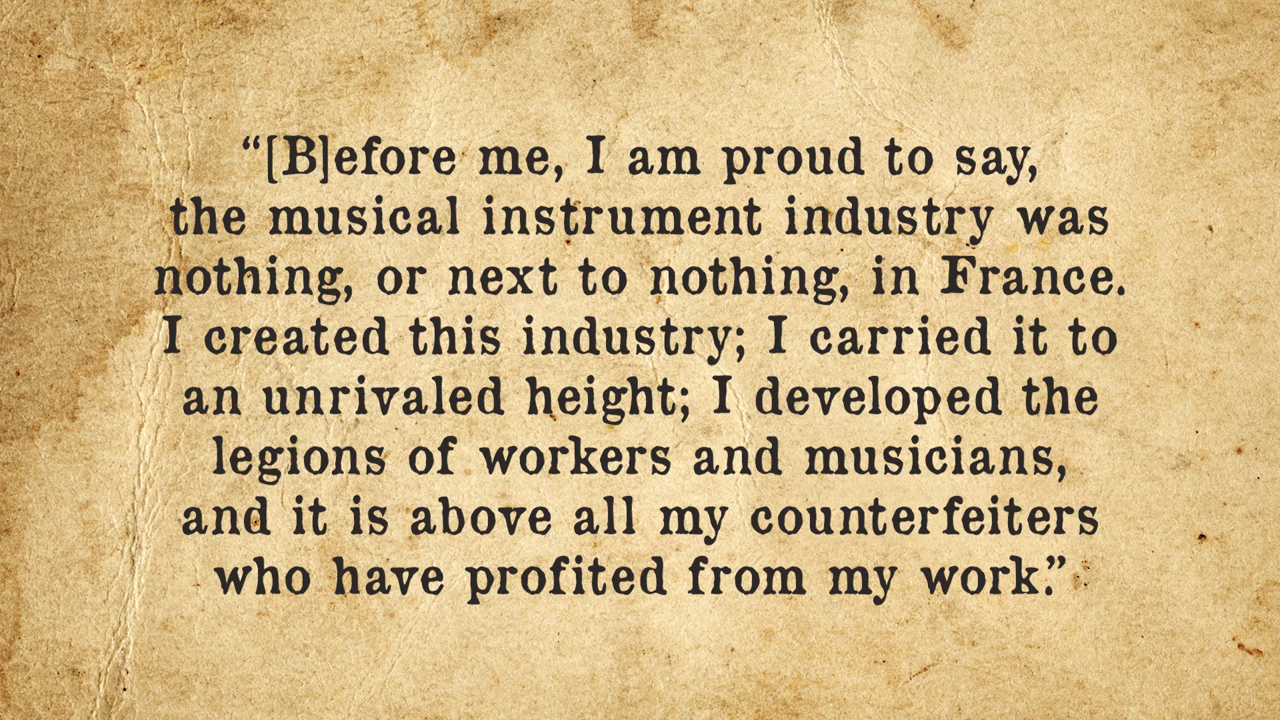 “[B]efore me, I am proud to say,
the musical instrument industry was
nothing, or next to nothing, in France.
I created this industry; I carried it to
an unrivaled height; I developed the
legions of workers and musicians,
and it is above all my counterfeiters
who have profited from my work.”